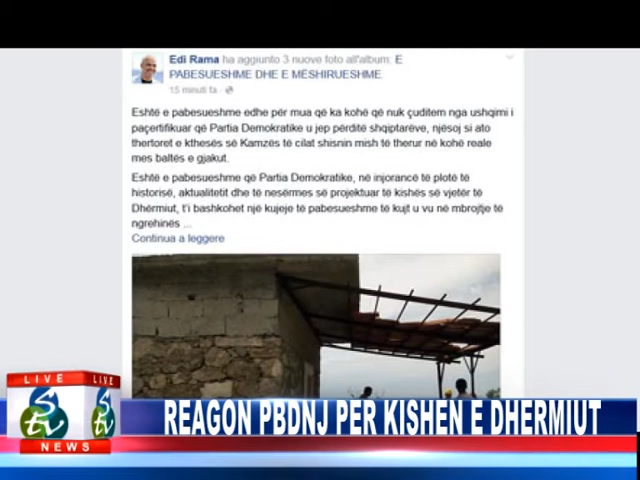 Edi Rama ha aggiunto 3 nuove foto all'album: E
PABESUESHME DHE E MËSHIRUESHME.
15 minuti fa ·
Eshtë e pabesueshme edhe për mua që ka kohë që nuk çuditem nga ushqimi i
paçertifikuar që Partia Demokratike u jep përditë shqiptarëve, njësoj si ato
thertoret e kthesës së Kamzës të cilat shisnin mish të therur në kohë reale
mes baltës e gjakut.
Eshtë e pabesueshme që Partia Demokratike, në injorancë të plotë të
historisë, aktualitetit dhe të nesërmes së projektuar të kishës së vjetër të
Dhërmiut, t'i bashkohet një kujeje të pabesueshme të kujt u vu në mbrojtje të
ngrehinës ...
Continua a leggere
LIVE LIVE
Stv Stv
NEWS
REAGON PBDNJ PER KISHEN E DHERMIUT